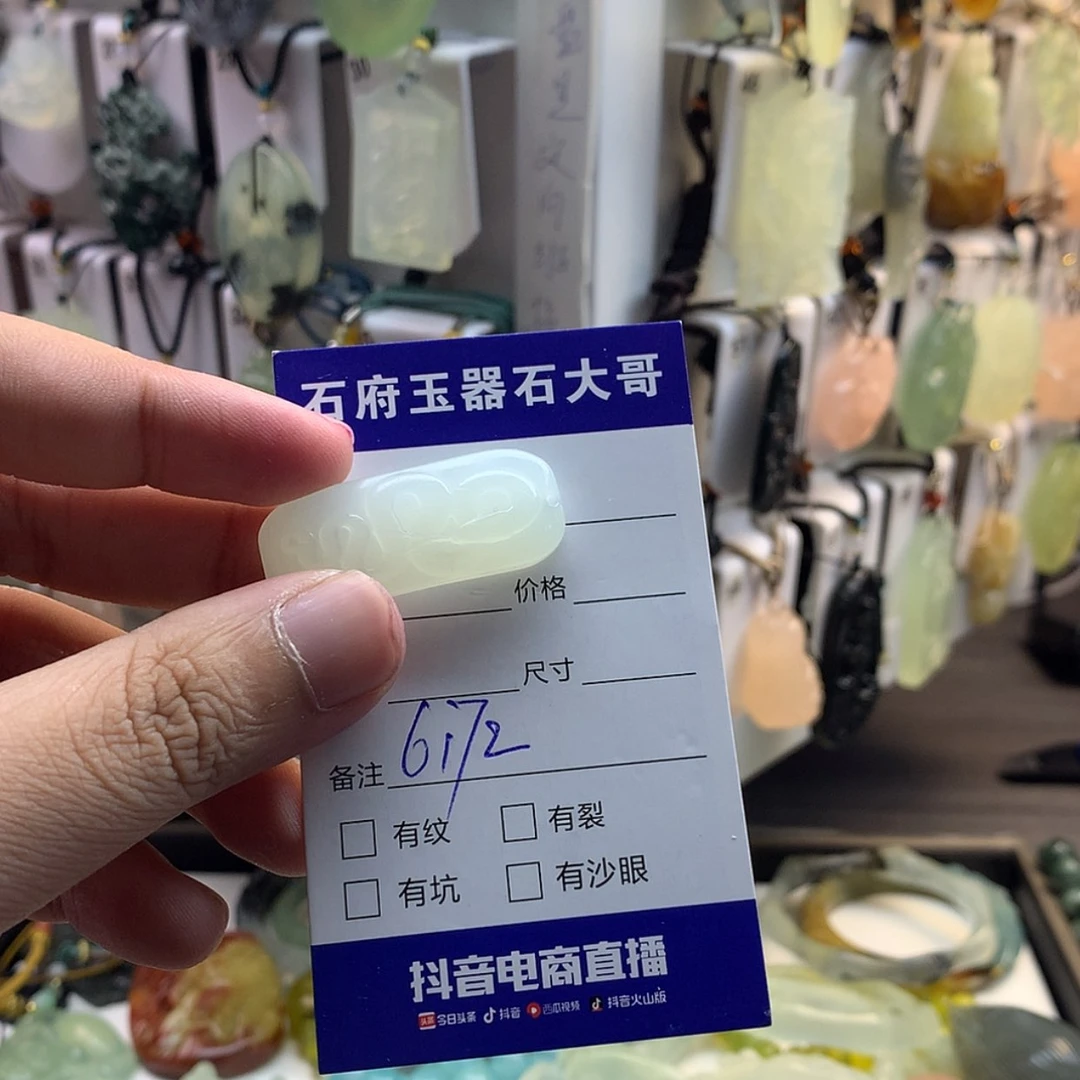 石府玉器石大哥
价格
尺寸
备注 6172
有纹 有裂
有坑 有沙眼
抖音电商直播
头条 今日头条 抖音 西瓜视频 抖音火山版